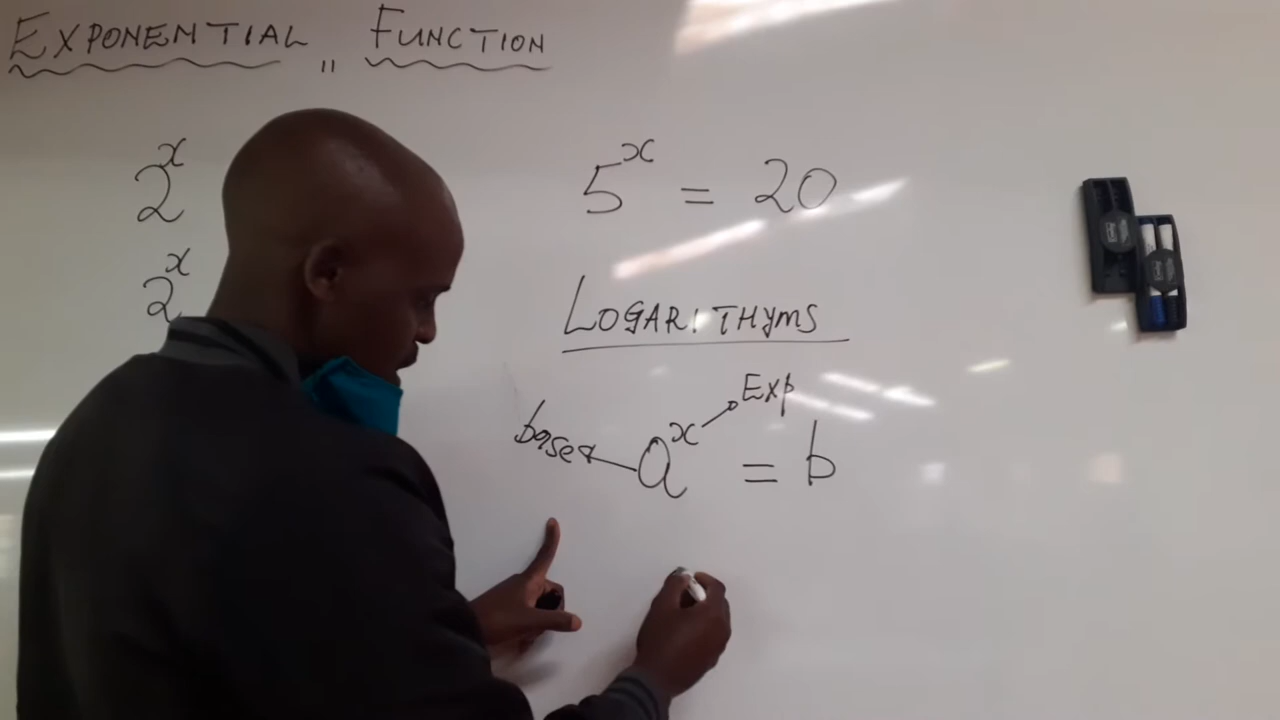 EXPONENTIAL FUNCTION
"
2^x
2^x
5^x = 20
LOGARITHYMS
Exp
base a^x = b